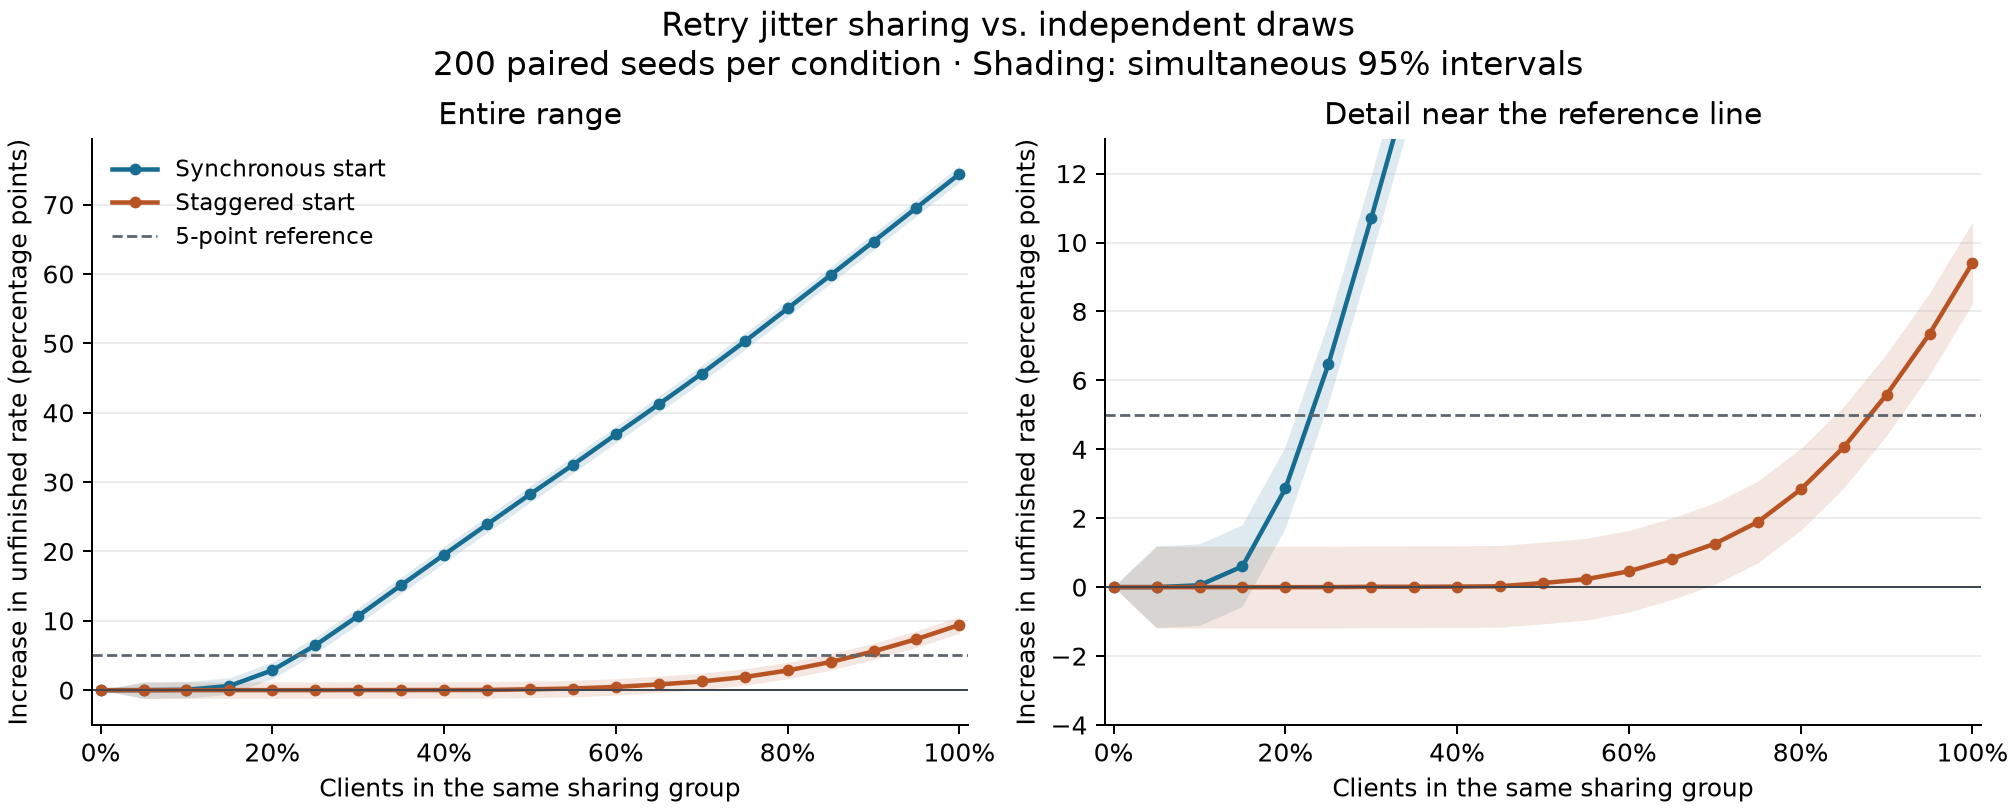 Retry jitter sharing vs. independent draws
200 paired seeds per condition · Shading: simultaneous 95% intervals
Entire range
Increase in unfinished rate (percentage points)
70
60
50
40
30
20
10
0
Synchronous start
Staggered start
5-point reference
0%
20%
40%
60%
80%
100%
Clients in the same sharing group
Detail near the reference line
Increase in unfinished rate (percentage points)
12
10
8
6
4
2
0
−2
−4
0%
20%
40%
60%
80%
100%
Clients in the same sharing group